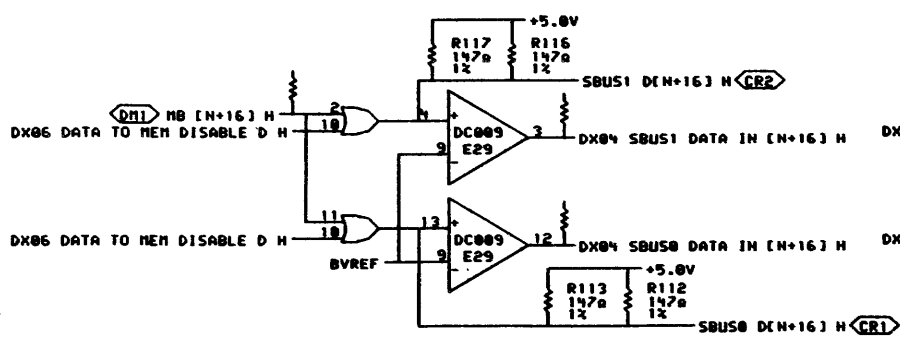 +5.0V
R117 R116
147Ω 147Ω
1% 1%
SBUS1 D[N+16] H CR2
DM1 MB [N+16] H 2
4 +
DX06 DATA TO MEM DISABLE D H 10
DC009 3 DX04 SBUS1 DATA IN [N+16] H DX
9 E29
-
11
13 +
DX06 DATA TO MEM DISABLE D H 10
DC009 12 DX04 SBUS0 DATA IN [N+16] H DX
BVREF 9 E29
-
+5.0V
R113 R112
147Ω 147Ω
1% 1%
SBUS0 D[N+16] H CR1